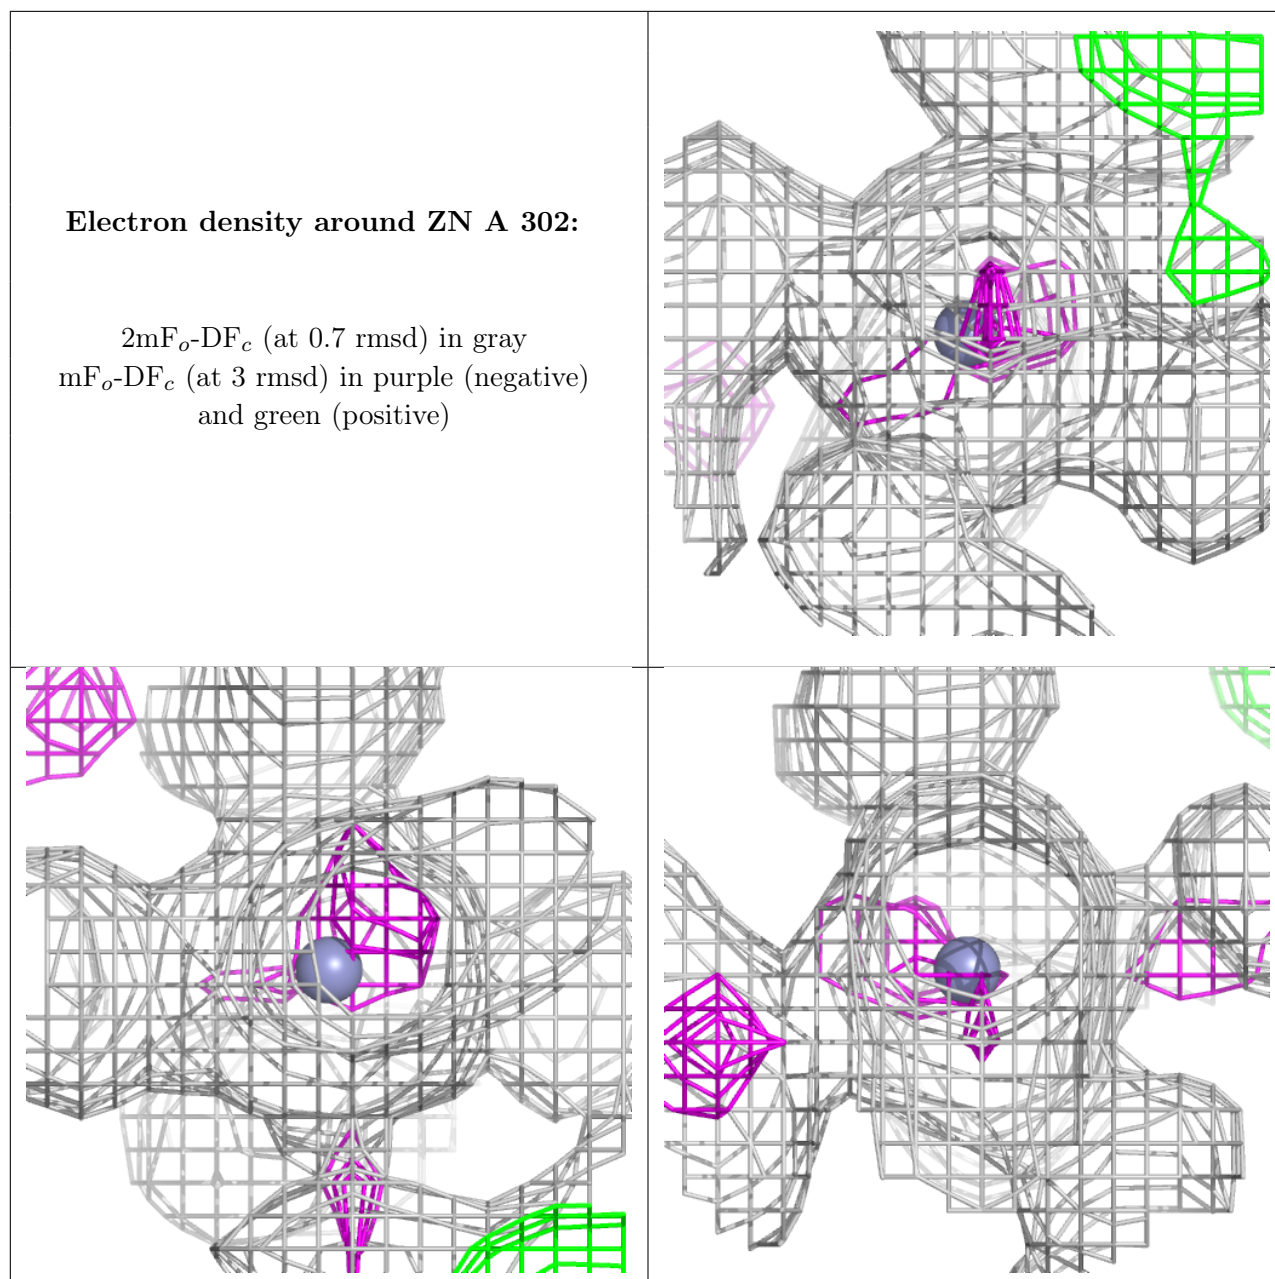 Electron density around ZN A 302:
2mFo-DFc (at 0.7 rmsd) in gray
mFo-DFc (at 3 rmsd) in purple (negative)
and green (positive)